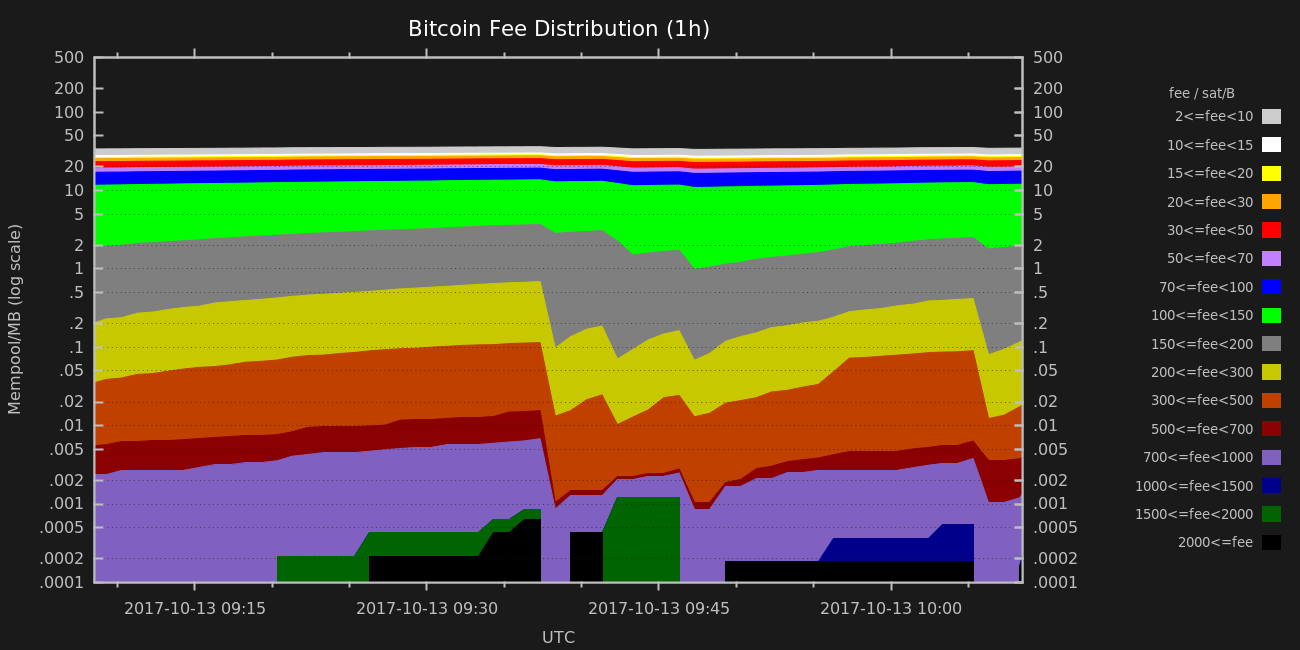 Bitcoin Fee Distribution (1h)
Mempool/MB (log scale)
500
200
100
50
20
10
5
2
1
.5
.2
.1
.05
.02
.01
.005
.002
.001
.0005
.0002
.0001
500
200
100
50
20
10
5
2
1
.5
.2
.1
.05
.02
.01
.005
.002
.001
.0005
.0002
.0001
2017-10-13 09:15
2017-10-13 09:30
2017-10-13 09:45
2017-10-13 10:00
UTC
fee / sat/B
2<=fee<10
10<=fee<15
15<=fee<20
20<=fee<30
30<=fee<50
50<=fee<70
70<=fee<100
100<=fee<150
150<=fee<200
200<=fee<300
300<=fee<500
500<=fee<700
700<=fee<1000
1000<=fee<1500
1500<=fee<2000
2000<=fee